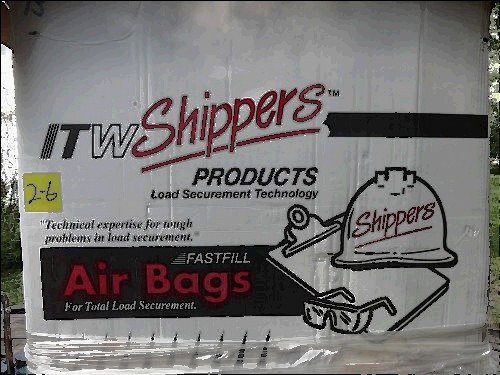 ITW Shippers™
PRODUCTS
Load Securement Technology
2-6
"Technical expertise for tough
problems in load securement.
FASTFILL
Air Bags
For Total Load Securement.
Shippers